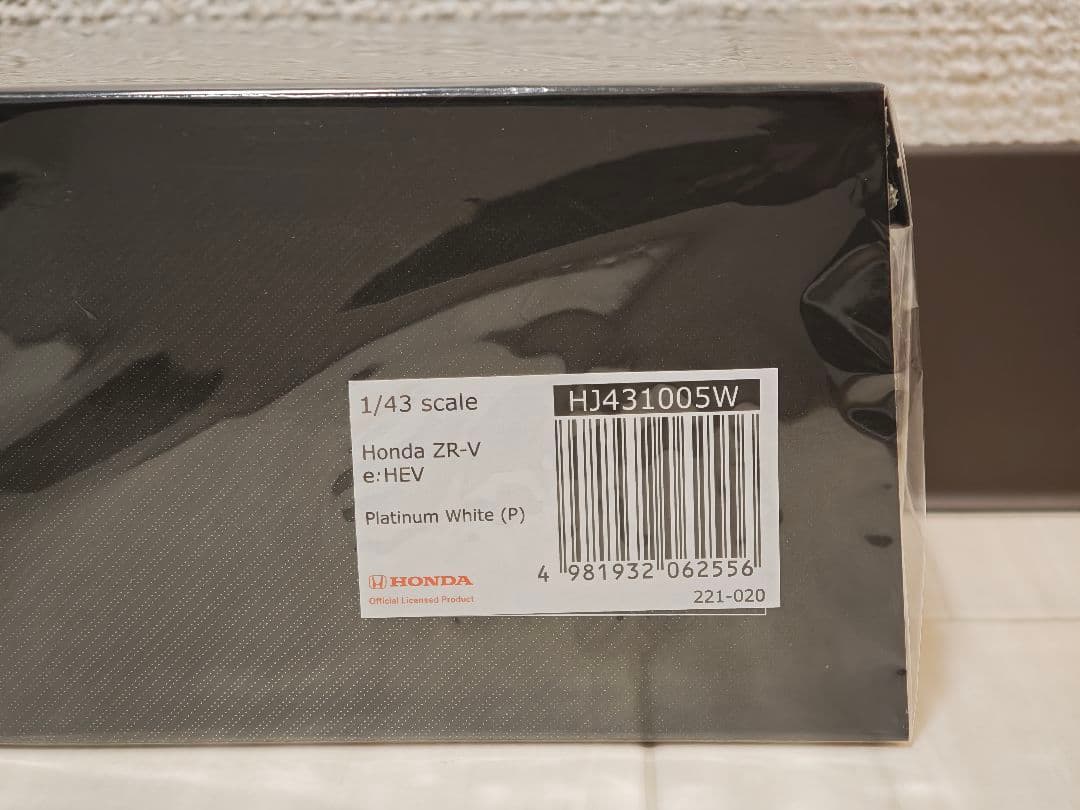 1/43 scale
HJ431005W
Honda ZR-V
e:HEV
Platinum White (P)
HONDA
Official Licensed Product
4 981932 062556
221-020